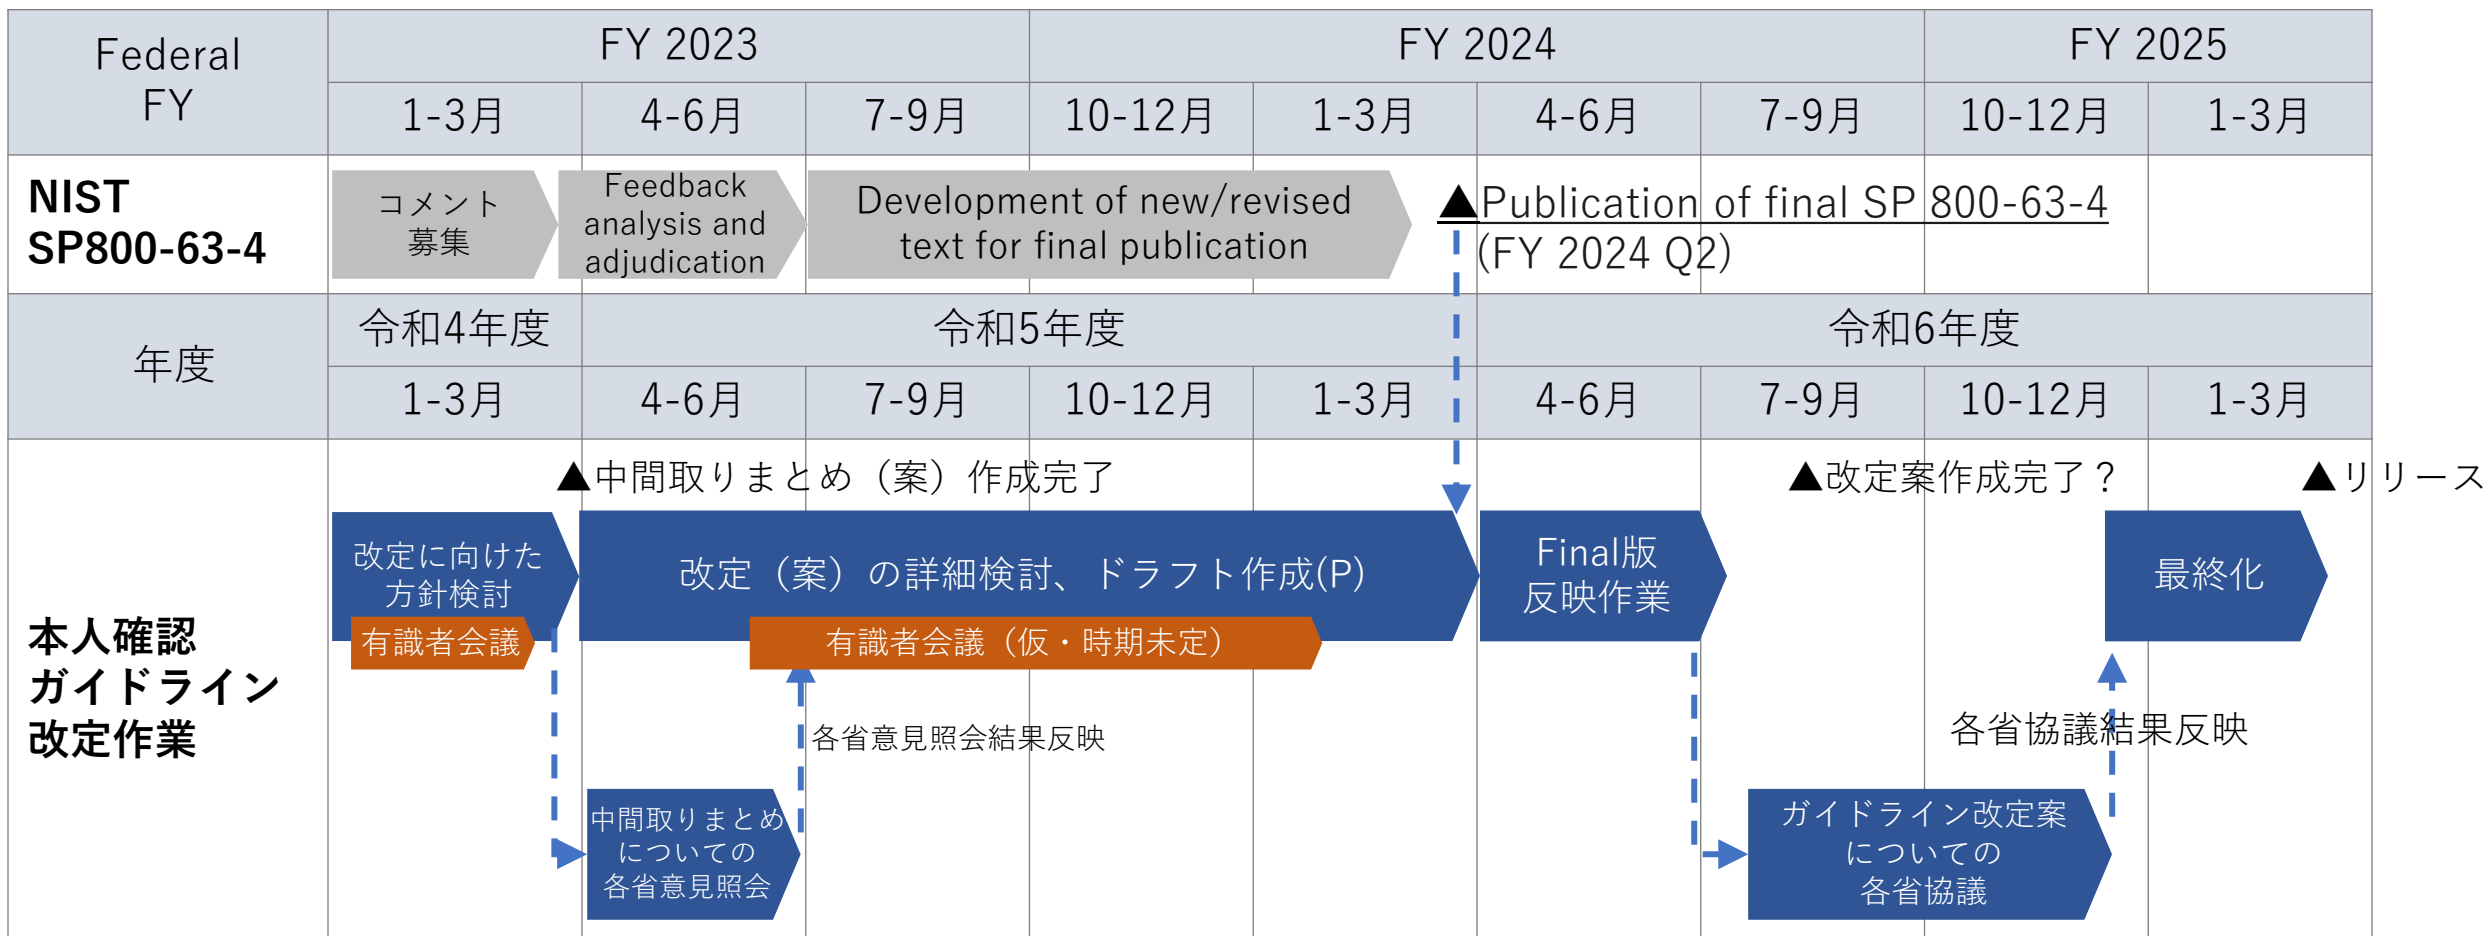 Federal
FY
FY 2023
FY 2024
FY 2025
1-3月
4-6月
7-9月
10-12月
1-3月
4-6月
7-9月
10-12月
1-3月
NIST
SP800-63-4
コメント
募集
Feedback
analysis and
adjudication
Development of new/revised
text for final publication
▲Publication of final SP 800-63-4
(FY 2024 Q2)
年度
令和4年度
令和5年度
令和6年度
1-3月
4-6月
7-9月
10-12月
1-3月
4-6月
7-9月
10-12月
1-3月
本人確認
ガイドライン
改定作業
▲中間取りまとめ（案）作成完了
▲改定案作成完了？
▲リリース
改定に向けた
方針検討
有識者会議
改定（案）の詳細検討、ドラフト作成(P)
有識者会議（仮・時期未定）
Final版
反映作業
最終化
各省意見照会結果反映
各省協議結果反映
中間取りまとめ
についての
各省意見照会
ガイドライン改定案
についての
各省協議